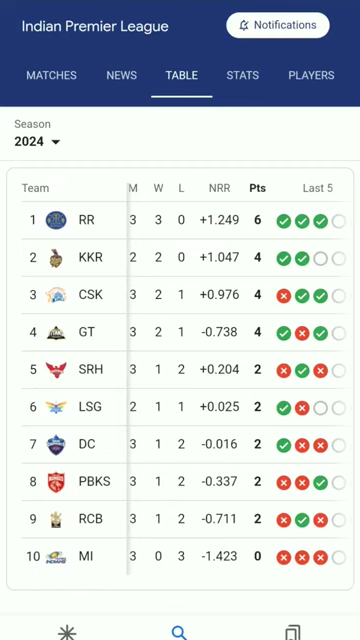 Indian Premier League
Notifications
MATCHES NEWS TABLE STATS PLAYERS
Season
2024
Team M W L NRR Pts Last 5
1 RR 3 3 0 +1.249 6
2 KKR 2 2 0 +1.047 4
3 CSK 3 2 1 +0.976 4
4 GT 3 2 1 -0.738 4
5 SRH 3 1 2 +0.204 2
6 LSG 2 1 1 +0.025 2
7 DC 3 1 2 -0.016 2
8 PBKS 3 1 2 -0.337 2
9 RCB 3 1 2 -0.711 2
10 MI 3 0 3 -1.423 0